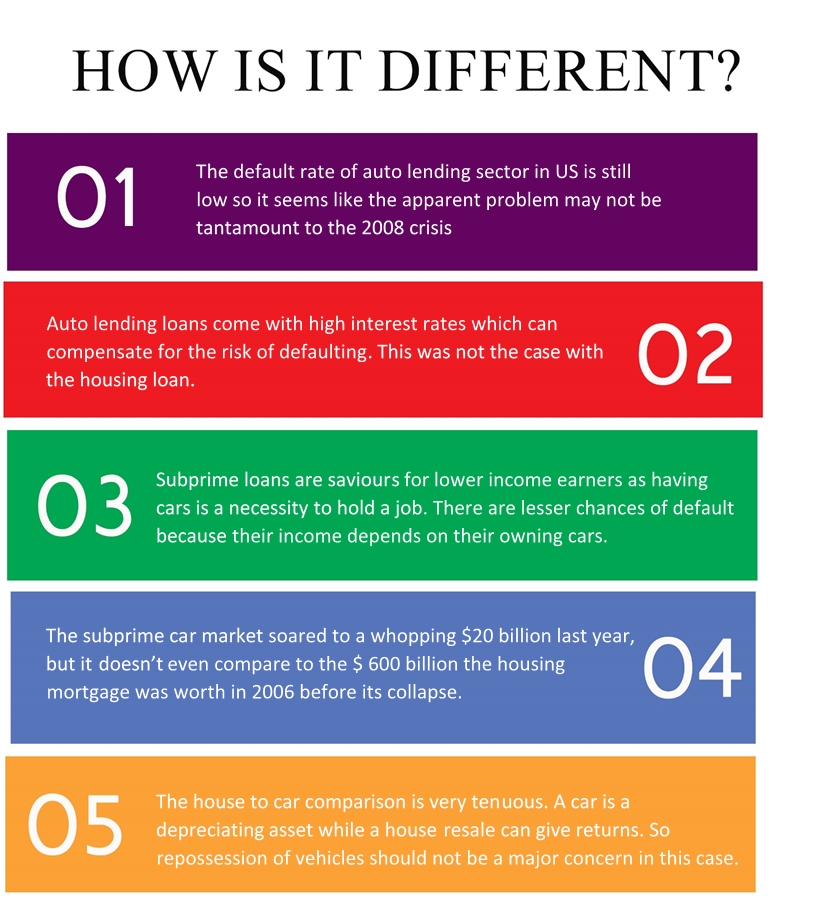 HOW IS IT DIFFERENT?
01
The default rate of auto lending sector in US is still
low so it seems like the apparent problem may not be
tantamount to the 2008 crisis
Auto lending loans come with high interest rates which can
compensate for the risk of defaulting. This was not the case with
the housing loan.
02
03
Subprime loans are saviours for lower income earners as having
cars is a necessity to hold a job. There are lesser chances of default
because their income depends on their owning cars.
The subprime car market soared to a whopping $20 billion last year,
but it doesn't even compare to the $ 600 billion the housing
mortgage was worth in 2006 before its collapse.
04
05
The house to car comparison is very tenuous. A car is a
depreciating asset while a house resale can give returns. So
repossession of vehicles should not be a major concern in this case.